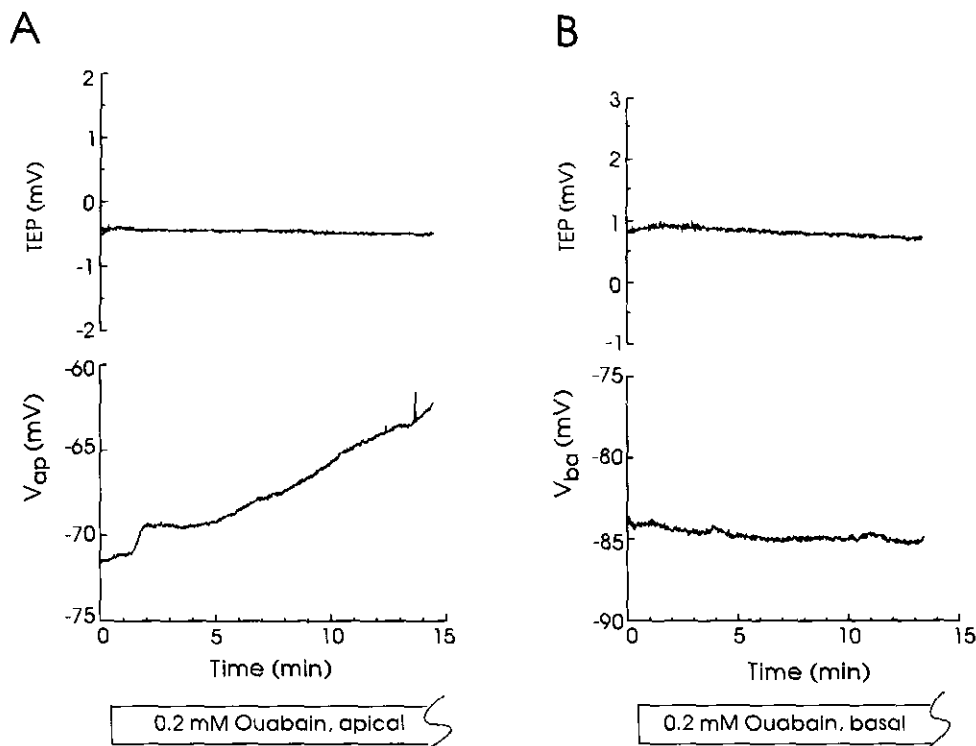 A
2
1
0
-1
-2
TEP (mV)
-60
-65
-70
-75
Vap (mV)
0 5 10 15
Time (min)
0.2 mM Ouabain, apical
B
3
2
1
0
-1
TEP (mV)
-75
-80
-85
-90
Vba (mV)
0 5 10 15
Time (min)
0.2 mM Ouabain, basal